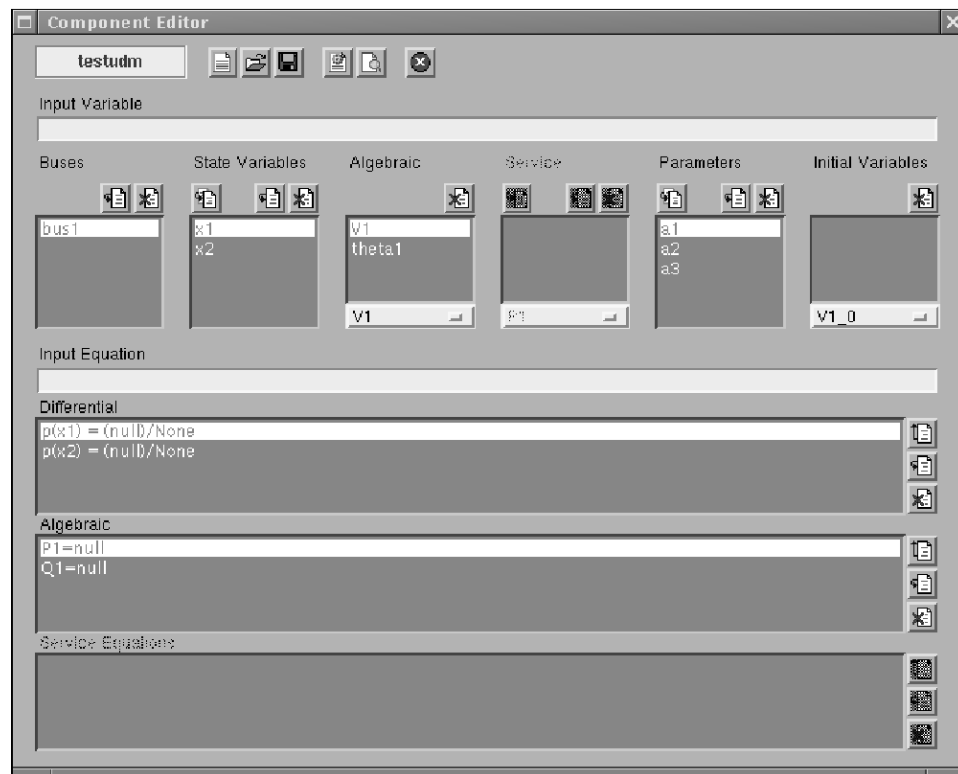 Component Editor
testudm
Input Variable
Buses State Variables Algebraic Service Parameters Initial Variables
bus1 x1 V1 a1
x2 theta1 a2
a3
V1 P1 V1_0
Input Equation
Differential
p(x1) = (null)/None
p(x2) = (null)/None
Algebraic
P1=null
Q1=null
Service Equations